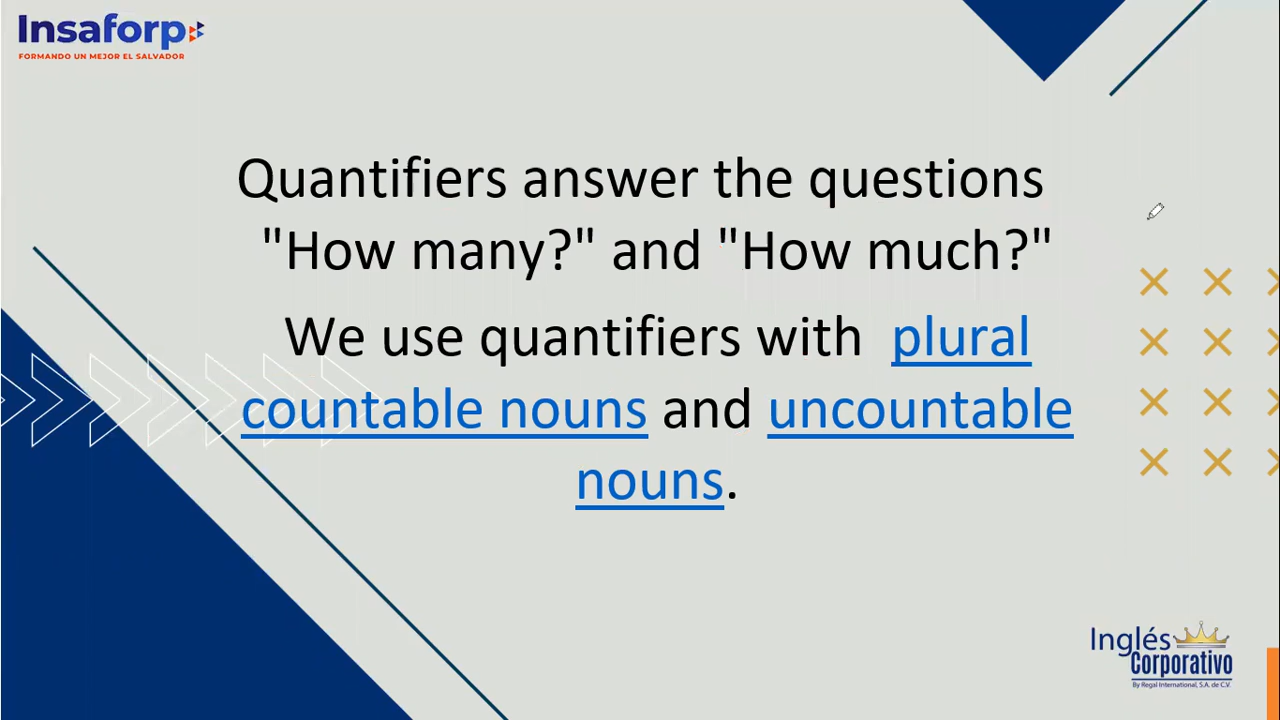 Insaforp
FORMANDO UN MEJOR EL SALVADOR
Quantifiers answer the questions
"How many?" and "How much?"
We use quantifiers with plural
countable nouns and uncountable
nouns.
Inglés
Corporativo
By Regal International, S.A. de C.V.